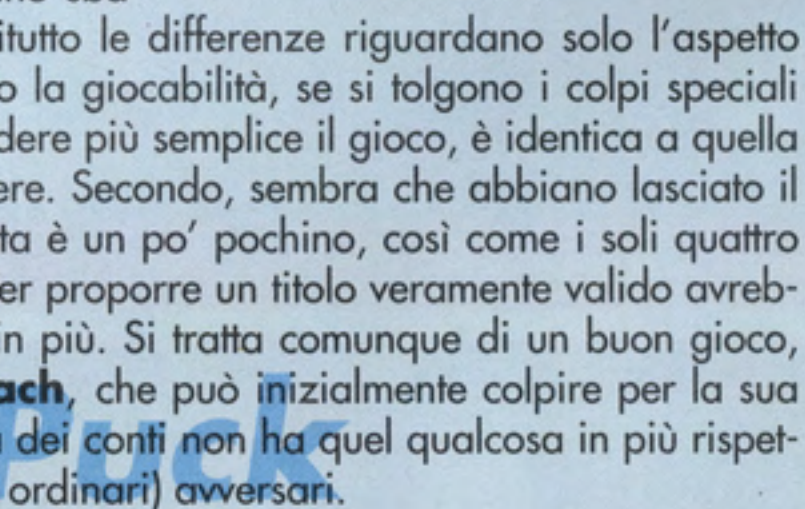 itutto le differenze riguardano solo l'aspetto
o la giocabilità, se si tolgono i colpi speciali
dere più semplice il gioco, è identica a quella
ere. Secondo, sembra che abbiano lasciato il
ta è un po' pochino, così come i soli quattro
er proporre un titolo veramente valido avreb-
in più. Si tratta comunque di un buon gioco,
ach, che può inizialmente colpire per la sua
dei conti non ha quel qualcosa in più rispet-
ordinari) avversari.
Puck